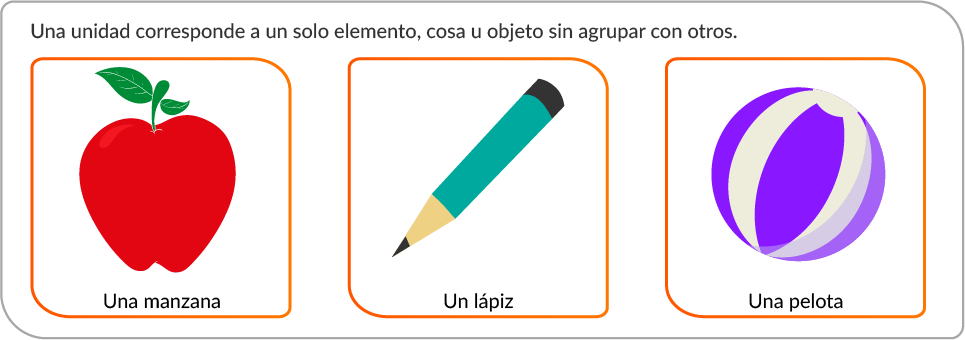 Una unidad corresponde a un solo elemento, cosa u objeto sin agrupar con otros.
Una manzana
Un lápiz
Una pelota